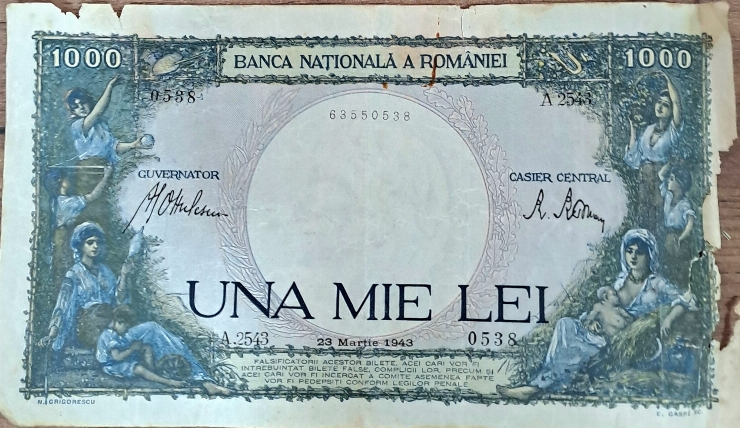 1000
BANCA NAȚIONALĂ A ROMÂNIEI
1000
0538
A 2543
63550538
GUVERNATOR
CASIER CENTRAL
UNA MIE LEI
A.2543
23 Martie 1943
0538
FALSIFICATORII ACESTOR BILETE, ACEI CARI VOR FI
INTREBUINȚAT BILETE FALSE, COMPLICII LOR, PRECUM ȘI
ACEI CARI VOR FI INCERCAT A COMITE ASEMENEA FAPTE
VOR FI PEDEPSIȚI CONFORM LEGILOR PENALE
N. GRIGORESCU